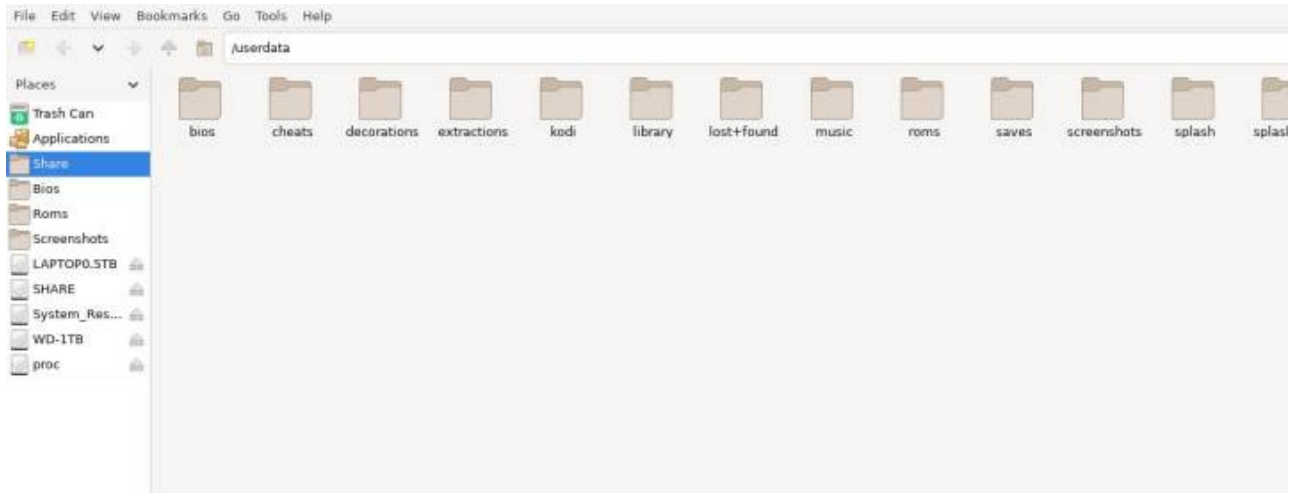 File Edit View Bookmarks Go Tools Help
/userdata
Places
Trash Can
Applications
Share
Bios
Roms
Screenshots
LAPTOP0.5TB
SHARE
System_Res...
WD-1TB
proc
bios cheats decorations extractions kodi library lost+found music roms saves screenshots splash splash